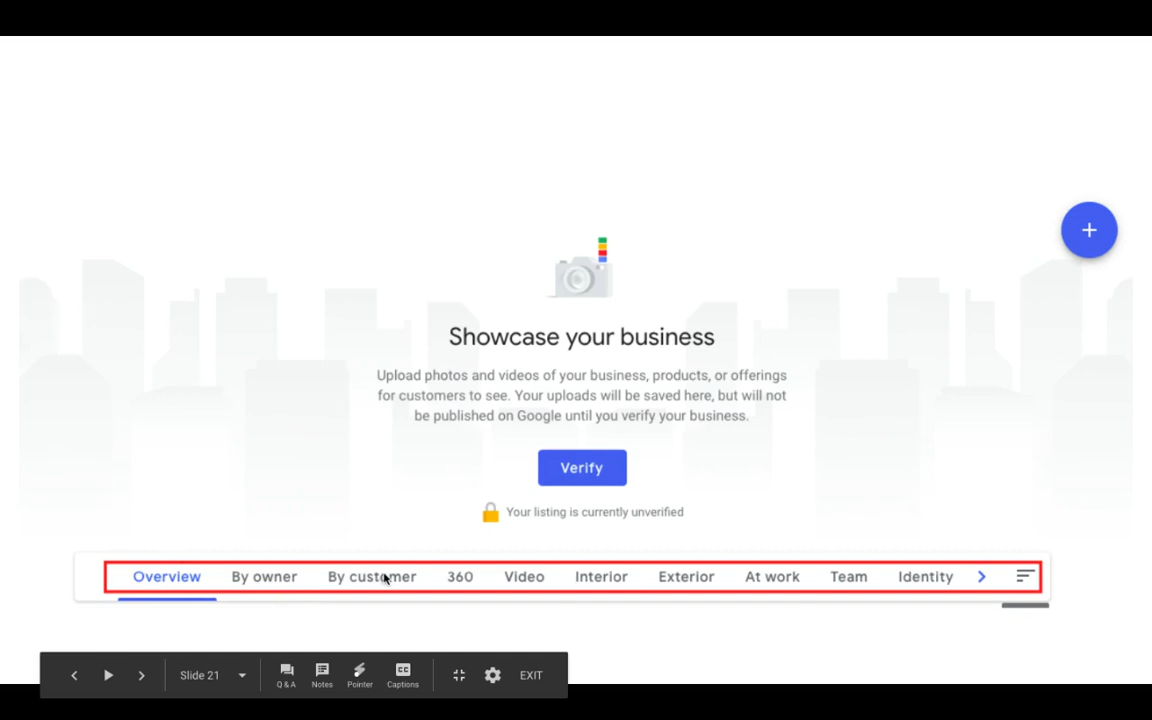 +
Showcase your business
Upload photos and videos of your business, products, or offerings
for customers to see. Your uploads will be saved here, but will not
be published on Google until you verify your business.
Verify
Your listing is currently unverified
Overview By owner By customer 360 Video Interior Exterior At work Team Identity
Slide 21 Q & A Notes Pointer CC Captions EXIT